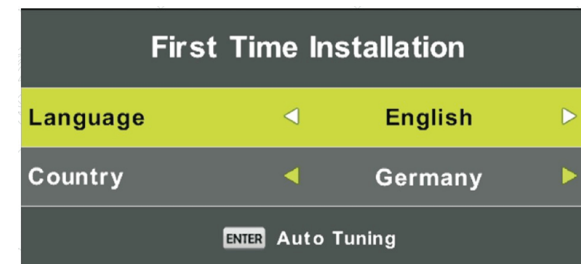 First Time Installation
Language English
Country Germany
ENTER Auto Tuning